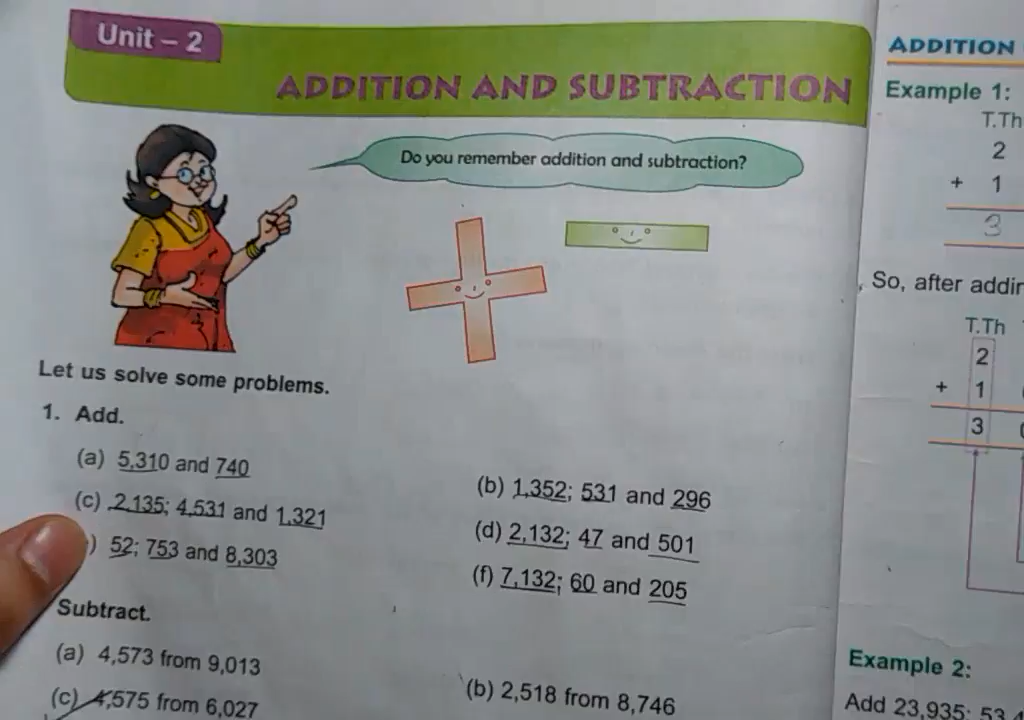 Unit – 2
ADDITION AND SUBTRACTION
Do you remember addition and subtraction?
Let us solve some problems.
1. Add.
(a) 5,310 and 740
(b) 1,352; 531 and 296
(c) 2,135; 4,531 and 1,321
(d) 2,132; 47 and 501
) 52; 753 and 8,303
(f) 7,132; 60 and 205
Subtract.
(a) 4,573 from 9,013
(b) 2,518 from 8,746
(c) 4,575 from 6,027
ADDITION
Example 1:
T.Th
2
+ 1
3
So, after
T.Th
2
+ 1
3
Example 2:
Add 23,935;